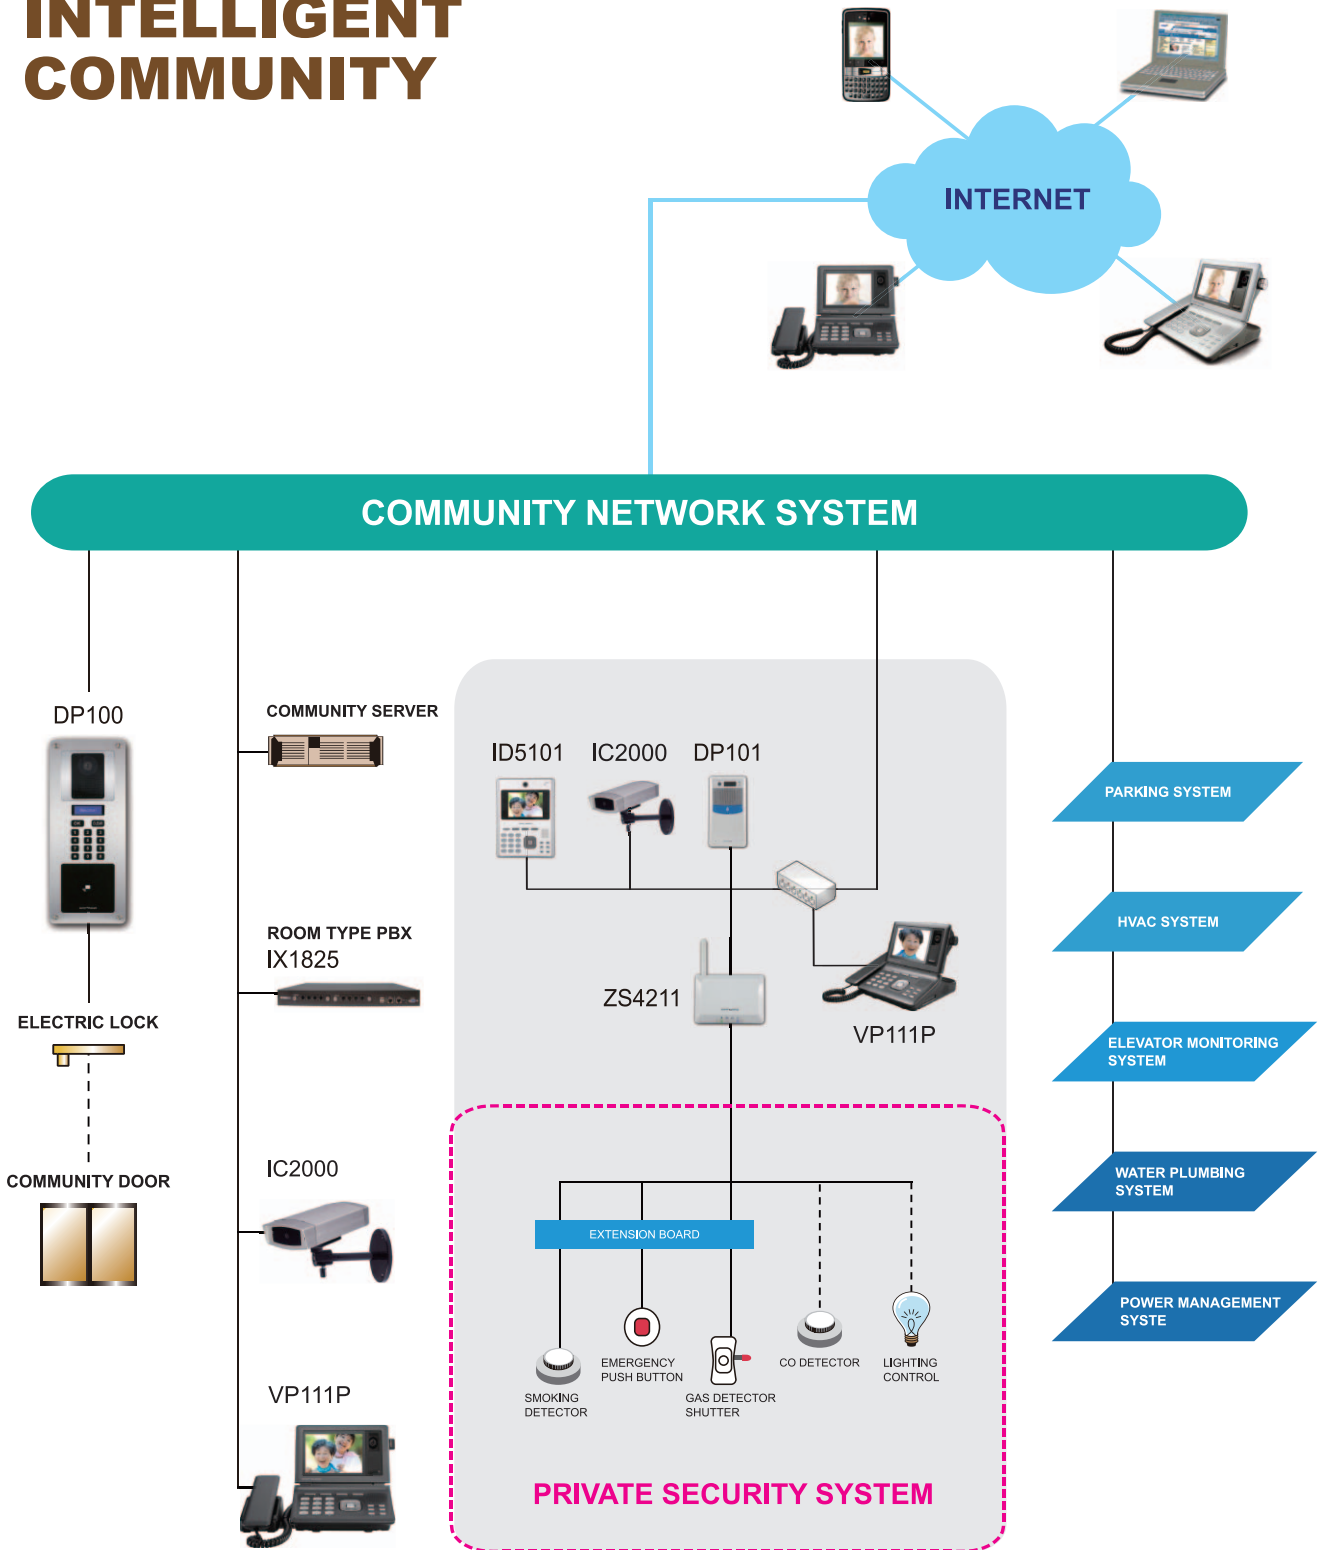 INTELLIGENT
COMMUNITY
INTERNET
COMMUNITY NETWORK SYSTEM
DP100
COMMUNITY SERVER
ID5101
IC2000
DP101
PARKING SYSTEM
ROOM TYPE PBX
IX1825
HVAC SYSTEM
ZS4211
VP111P
ELECTRIC LOCK
ELEVATOR MONITORING
SYSTEM
COMMUNITY DOOR
IC2000
WATER PLUMBING
SYSTEM
EXTENSION BOARD
POWER MANAGEMENT
SYSTE
EMERGENCY
PUSH BUTTON
CO DETECTOR
LIGHTING
CONTROL
SMOKING
DETECTOR
GAS DETECTOR
SHUTTER
VP111P
PRIVATE SECURITY SYSTEM